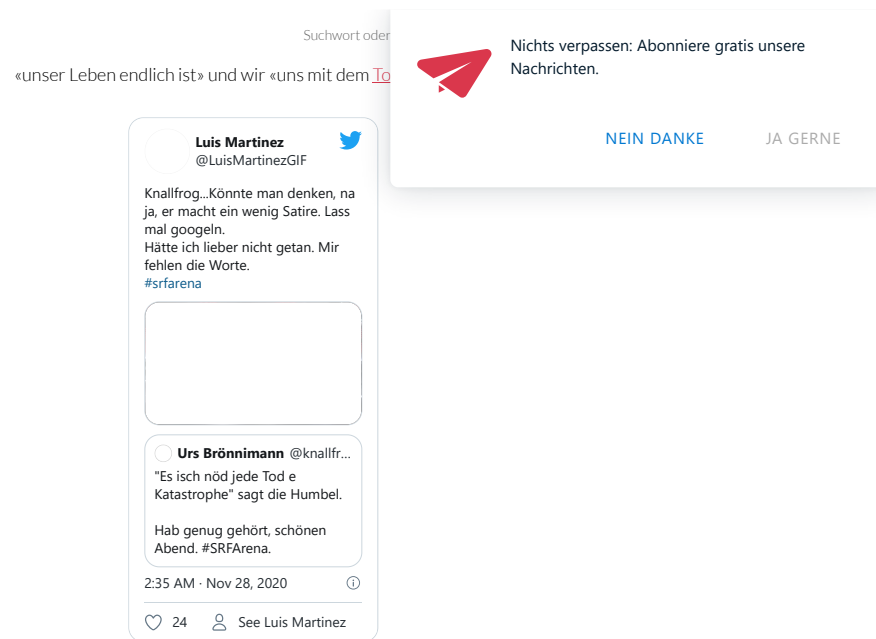 Suchwort oder
Nichts verpassen: Abonniere gratis unsere
Nachrichten.
NEIN DANKE JA GERNE
«unser Leben endlich ist» und wir «uns mit dem To
Luis Martinez
@LuisMartinezGIF
Knallfrog...Könnte man denken, na
ja, er macht ein wenig Satire. Lass
mal googeln.
Hätte ich lieber nicht getan. Mir
fehlen die Worte.
#srfarena
Urs Brönnimann @knallfr...
"Es isch nöd jede Tod e
Katastrophe" sagt die Humbel.
Hab genug gehört, schönen
Abend. #SRFArena.
2:35 AM · Nov 28, 2020
24 See Luis Martinez